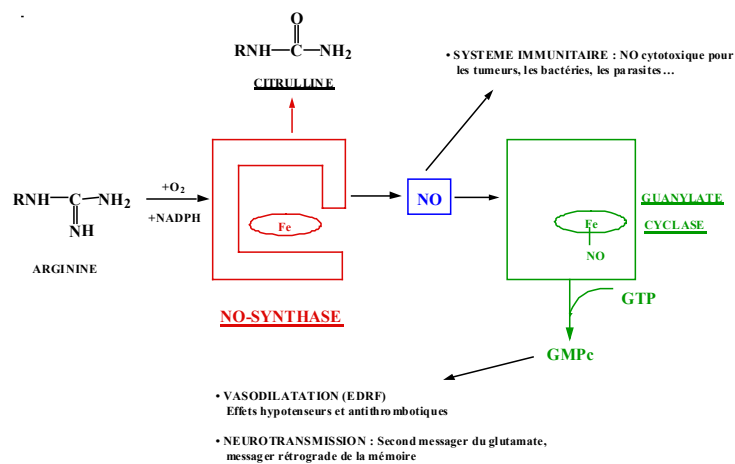 O
RNH—C—NH₂
CITRULLINE
• SYSTEME IMMUNITAIRE : NO cytotoxique pour
les tumeurs, les bactéries, les parasites…
RNH—C—NH₂
NH
ARGININE
+O₂
+NADPH
Fe
NO-SYNTHASE
NO
Fe
NO
GUANYLATE
CYCLASE
GTP
GMPc
• VASODILATATION (EDRF)
Effets hypotenseurs et antithrombotiques
• NEUROTRANSMISSION : Second messager du glutamate,
messager rétrograde de la mémoire